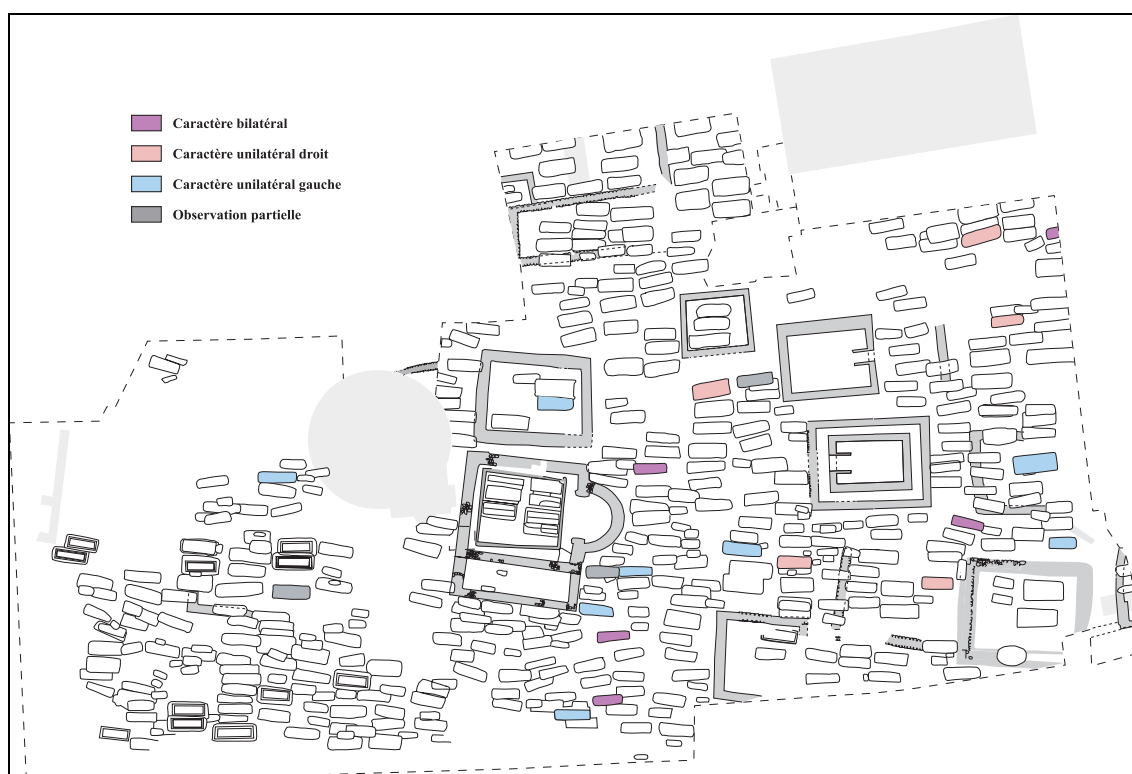 Caractère bilatéral
Caractère unilatéral droit
Caractère unilatéral gauche
Observation partielle